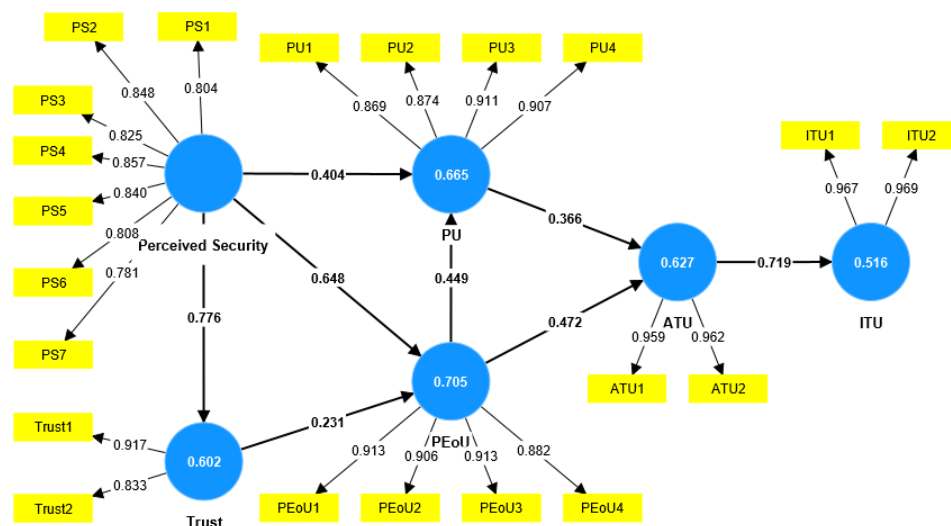 PS2
PS1
PU1
PU2
PU3
PU4
PS3
PS4
PS5
PS6
PS7
0.848
0.804
0.825
0.857
0.840
0.808
0.781
0.869
0.874
0.911
0.907
ITU1
ITU2
0.967
0.969
0.404
0.665
PU
Perceived Security
0.366
0.627
ATU
0.719
0.516
ITU
0.648
0.449
0.776
0.472
0.959
0.962
ATU1
ATU2
0.705
PEoU
0.231
Trust1
Trust2
0.917
0.833
0.602
Trust
0.913
0.906
0.913
0.882
PEoU1
PEoU2
PEoU3
PEoU4